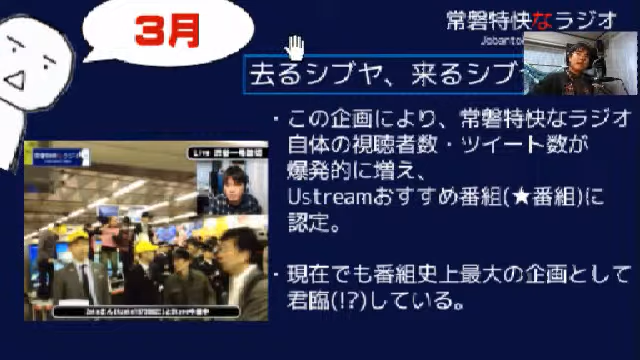 3月
常磐特快なラジオ
去るシブヤ、来るシブ
・この企画により、常磐特快なラジオ
自体の視聴者数・ツイート数が
爆発的に増え、
Ustreamおすすめ番組(★番組)に
認定。
・現在でも番組史上最大の企画として
君臨(!?)している。